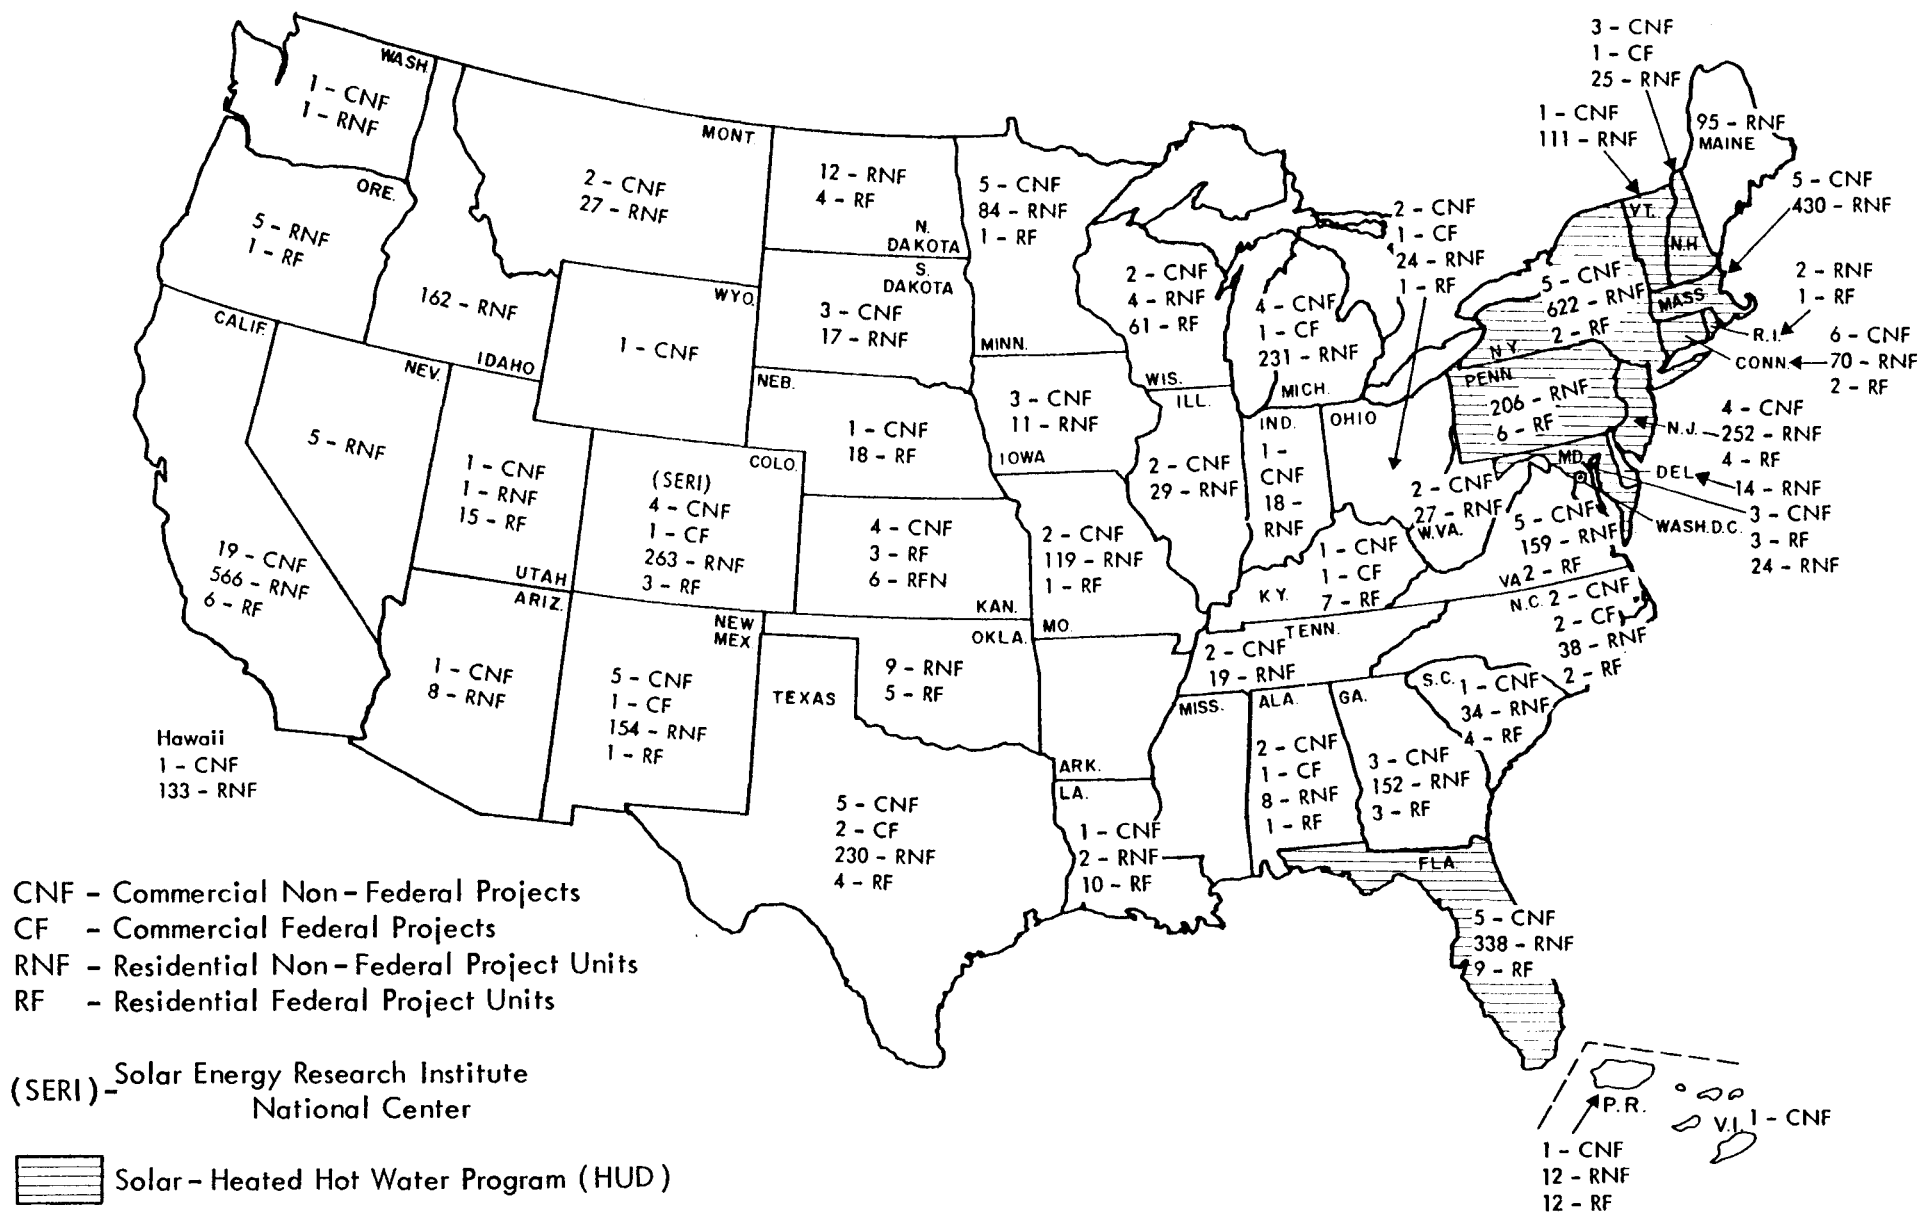 WASH.
1 - CNF
1 - RNF
ORE.
5 - RNF
1 - RF
CALIF.
19 - CNF
566 - RNF
6 - RF
NEV.
5 - RNF
162 - RNF
IDAHO
MONT.
2 - CNF
27 - RNF
WYO.
1 - CNF
1 - CNF
1 - RNF
15 - RF
UTAH
COLO.
(SERI)
4 - CNF
1 - CF
263 - RNF
3 - RF
ARIZ.
1 - CNF
8 - RNF
NEW
MEX.
5 - CNF
1 - CF
154 - RNF
1 - RF
12 - RNF
4 - RF
N.
DAKOTA
S.
DAKOTA
3 - CNF
17 - RNF
NEB.
1 - CNF
18 - RF
4 - CNF
3 - RF
6 - RFN
KAN.
OKLA.
9 - RNF
5 - RF
TEXAS
5 - CNF
2 - CF
230 - RNF
4 - RF
5 - CNF
84 - RNF
1 - RF
MINN.
3 - CNF
11 - RNF
IOWA
2 - CNF
119 - RNF
1 - RF
MO.
ARK.
LA.
1 - CNF
2 - RNF
10 - RF
2 - CNF
4 - RNF
61 - RF
WIS.
ILL.
2 - CNF
29 - RNF
4 - CNF
1 - CF
231 - RNF
MICH.
IND.
1 -
CNF
18 -
RNF
OHIO
2 - CNF
1 - CF
24 - RNF
1 - RF
1 - CNF
1 - CF
7 - RF
KY.
TENN.
2 - CNF
19 - RNF
MISS.
ALA.
2 - CNF
1 - CF
8 - RNF
1 - RF
GA.
3 - CNF
152 - RNF
3 - RF
FLA.
5 - CNF
338 - RNF
9 - RF
S.C.
1 - CNF
34 - RNF
4 - RF
N.C.
2 - CNF
2 - CF
38 - RNF
2 - RF
5 - CNF
159 - RNF
VA 2 - RF
2 - CNF
27 - RNF
W.VA.
PENN.
206 - RNF
6 - RF
5 - CNF
622 - RNF
2 - RF
N.Y.
1 - CNF
111 - RNF
VT.
3 - CNF
1 - CF
25 - RNF
N.H
95 - RNF
MAINE
5 - CNF
430 - RNF
MASS
2 - RNF
1 - RF
R.I.
6 - CNF
70 - RNF
2 - RF
CONN.
4 - CNF
252 - RNF
4 - RF
N.J.
DEL.
14 - RNF
MD.
3 - CNF
3 - RF
24 - RNF
WASH.D.C.
P.R.
1 - CNF
12 - RNF
12 - RF
V.I.
1 - CNF
Hawaii
1 - CNF
133 - RNF
CNF - Commercial Non-Federal Projects
CF - Commercial Federal Projects
RNF - Residential Non-Federal Project Units
RF - Residential Federal Project Units
(SERI)- Solar Energy Research Institute
National Center
Solar-Heated Hot Water Program (HUD)